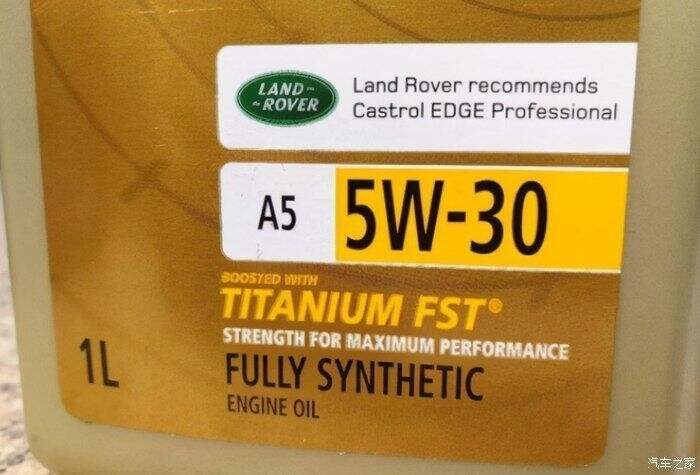 LAND
ROVER
Land Rover recommends
Castrol EDGE Professional
A5
5W-30
BOOSTED WITH
TITANIUM FST®
STRENGTH FOR MAXIMUM PERFORMANCE
1L
FULLY SYNTHETIC
ENGINE OIL
汽车之家